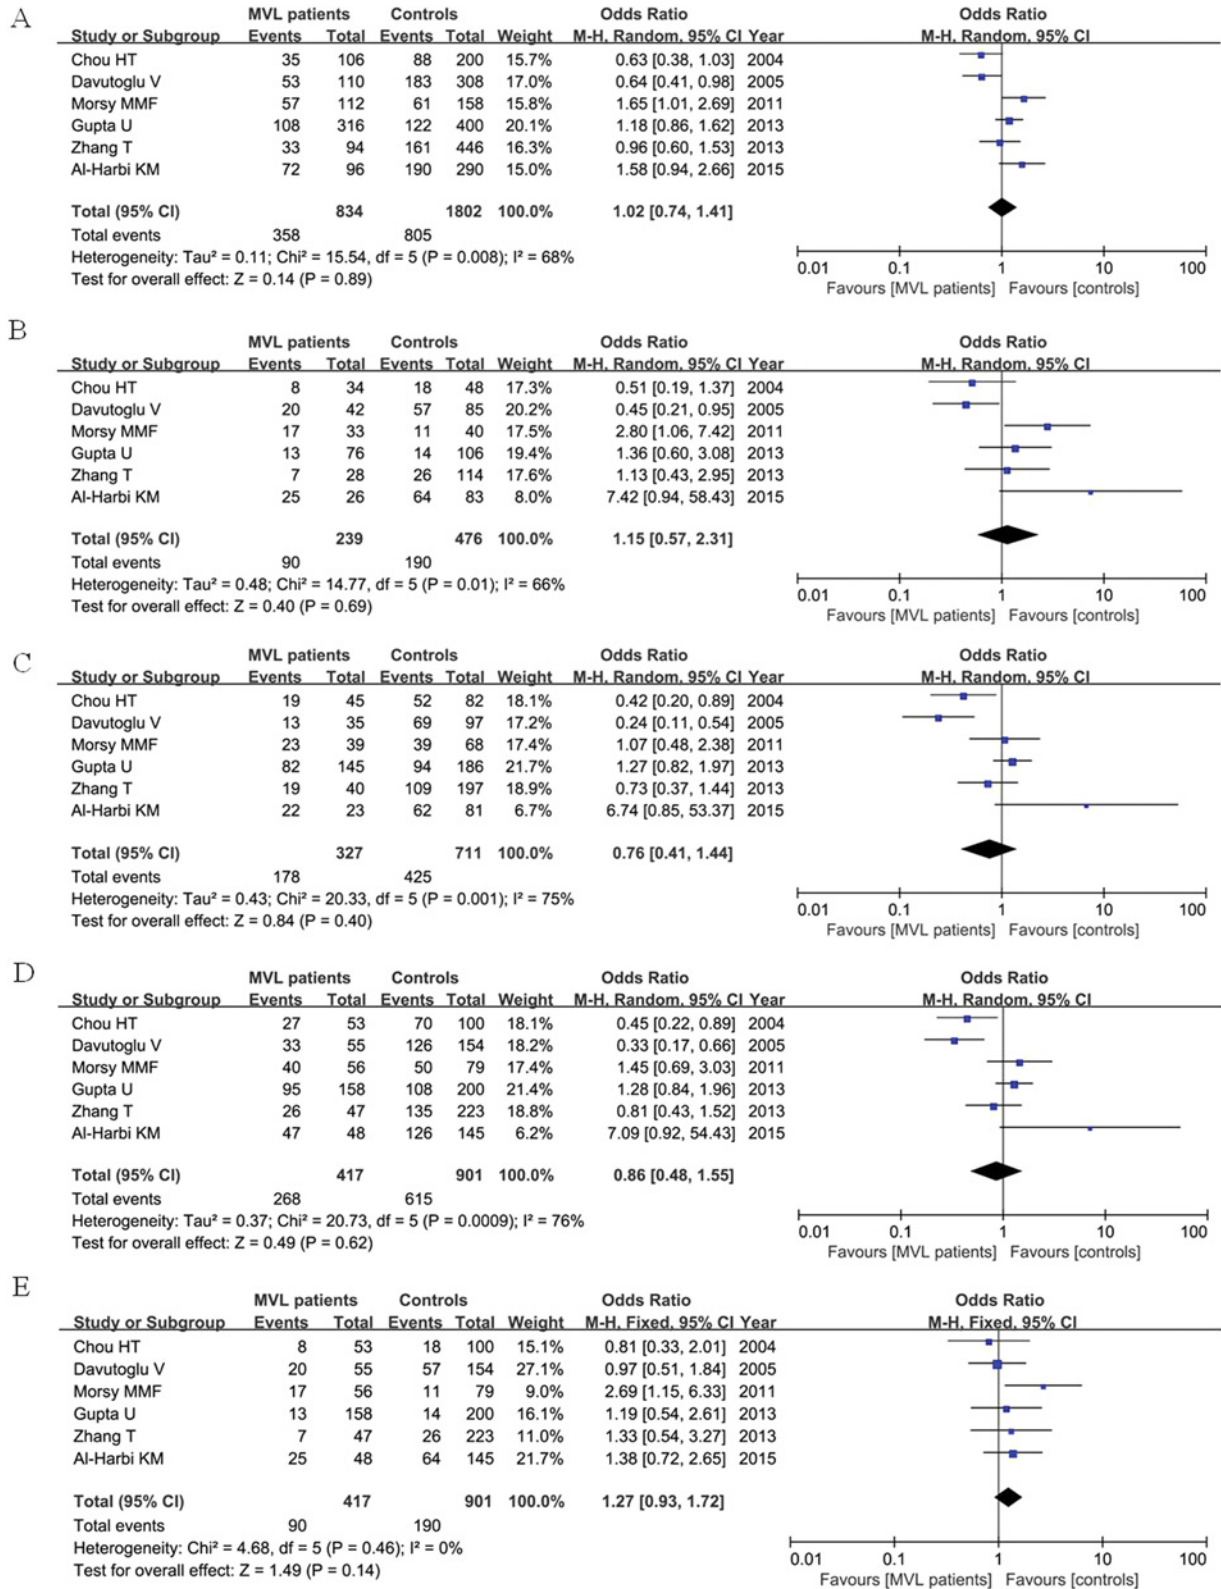 A
MVL patients Controls Odds Ratio Odds Ratio
Study or Subgroup Events Total Events Total Weight M-H, Random, 95% CI Year M-H, Random, 95% CI
Chou HT 35 106 88 200 15.7% 0.63 [0.38, 1.03] 2004
Davutoglu V 53 110 183 308 17.0% 0.64 [0.41, 0.98] 2005
Morsy MMF 57 112 61 158 15.8% 1.65 [1.01, 2.69] 2011
Gupta U 108 316 122 400 20.1% 1.18 [0.86, 1.62] 2013
Zhang T 33 94 161 446 16.3% 0.96 [0.60, 1.53] 2013
Al-Harbi KM 72 96 190 290 15.0% 1.58 [0.94, 2.66] 2015
Total (95% CI) 834 1802 100.0% 1.02 [0.74, 1.41]
Total events 358 805
Heterogeneity: Tau² = 0.11; Chi² = 15.54, df = 5 (P = 0.008); I² = 68%
Test for overall effect: Z = 0.14 (P = 0.89)
0.01 0.1 1 10 100
Favours [MVL patients] Favours [controls]
B
MVL patients Controls Odds Ratio Odds Ratio
Study or Subgroup Events Total Events Total Weight M-H, Random, 95% CI Year M-H, Random, 95% CI
Chou HT 8 34 18 48 17.3% 0.51 [0.19, 1.37] 2004
Davutoglu V 20 42 57 85 20.2% 0.45 [0.21, 0.95] 2005
Morsy MMF 17 33 11 40 17.5% 2.80 [1.06, 7.42] 2011
Gupta U 13 76 14 106 19.4% 1.36 [0.60, 3.08] 2013
Zhang T 7 28 26 114 17.6% 1.13 [0.43, 2.95] 2013
Al-Harbi KM 25 26 64 83 8.0% 7.42 [0.94, 58.43] 2015
Total (95% CI) 239 476 100.0% 1.15 [0.57, 2.31]
Total events 90 190
Heterogeneity: Tau² = 0.48; Chi² = 14.77, df = 5 (P = 0.01); I² = 66%
Test for overall effect: Z = 0.40 (P = 0.69)
0.01 0.1 1 10 100
Favours [MVL patients] Favours [controls]
C
MVL patients Controls Odds Ratio Odds Ratio
Study or Subgroup Events Total Events Total Weight M-H, Random, 95% CI Year M-H, Random, 95% CI
Chou HT 19 45 52 82 18.1% 0.42 [0.20, 0.89] 2004
Davutoglu V 13 35 69 97 17.2% 0.24 [0.11, 0.54] 2005
Morsy MMF 23 39 39 68 17.4% 1.07 [0.48, 2.38] 2011
Gupta U 82 145 94 186 21.7% 1.27 [0.82, 1.97] 2013
Zhang T 19 40 109 197 18.9% 0.73 [0.37, 1.44] 2013
Al-Harbi KM 22 23 62 81 6.7% 6.74 [0.85, 53.37] 2015
Total (95% CI) 327 711 100.0% 0.76 [0.41, 1.44]
Total events 178 425
Heterogeneity: Tau² = 0.43; Chi² = 20.33, df = 5 (P = 0.001); I² = 75%
Test for overall effect: Z = 0.84 (P = 0.40)
0.01 0.1 1 10 100
Favours [MVL patients] Favours [controls]
D
MVL patients Controls Odds Ratio Odds Ratio
Study or Subgroup Events Total Events Total Weight M-H, Random, 95% CI Year M-H, Random, 95% CI
Chou HT 27 53 70 100 18.1% 0.45 [0.22, 0.89] 2004
Davutoglu V 33 55 126 154 18.2% 0.33 [0.17, 0.66] 2005
Morsy MMF 40 56 50 79 17.4% 1.45 [0.69, 3.03] 2011
Gupta U 95 158 108 200 21.4% 1.28 [0.84, 1.96] 2013
Zhang T 26 47 135 223 18.8% 0.81 [0.43, 1.52] 2013
Al-Harbi KM 47 48 126 145 6.2% 7.09 [0.92, 54.43] 2015
Total (95% CI) 417 901 100.0% 0.86 [0.48, 1.55]
Total events 268 615
Heterogeneity: Tau² = 0.37; Chi² = 20.73, df = 5 (P = 0.0009); I² = 76%
Test for overall effect: Z = 0.49 (P = 0.62)
0.01 0.1 1 10 100
Favours [MVL patients] Favours [controls]
E
MVL patients Controls Odds Ratio Odds Ratio
Study or Subgroup Events Total Events Total Weight M-H, Fixed, 95% CI Year M-H, Fixed, 95% CI
Chou HT 8 53 18 100 15.1% 0.81 [0.33, 2.01] 2004
Davutoglu V 20 55 57 154 27.1% 0.97 [0.51, 1.84] 2005
Morsy MMF 17 56 11 79 9.0% 2.69 [1.15, 6.33] 2011
Gupta U 13 158 14 200 16.1% 1.19 [0.54, 2.61] 2013
Zhang T 7 47 26 223 11.0% 1.33 [0.54, 3.27] 2013
Al-Harbi KM 25 48 64 145 21.7% 1.38 [0.72, 2.65] 2015
Total (95% CI) 417 901 100.0% 1.27 [0.93, 1.72]
Total events 90 190
Heterogeneity: Chi² = 4.68, df = 5 (P = 0.46); I² = 0%
Test for overall effect: Z = 1.49 (P = 0.14)
0.01 0.1 1 10 100
Favours [MVL patients] Favours [controls]